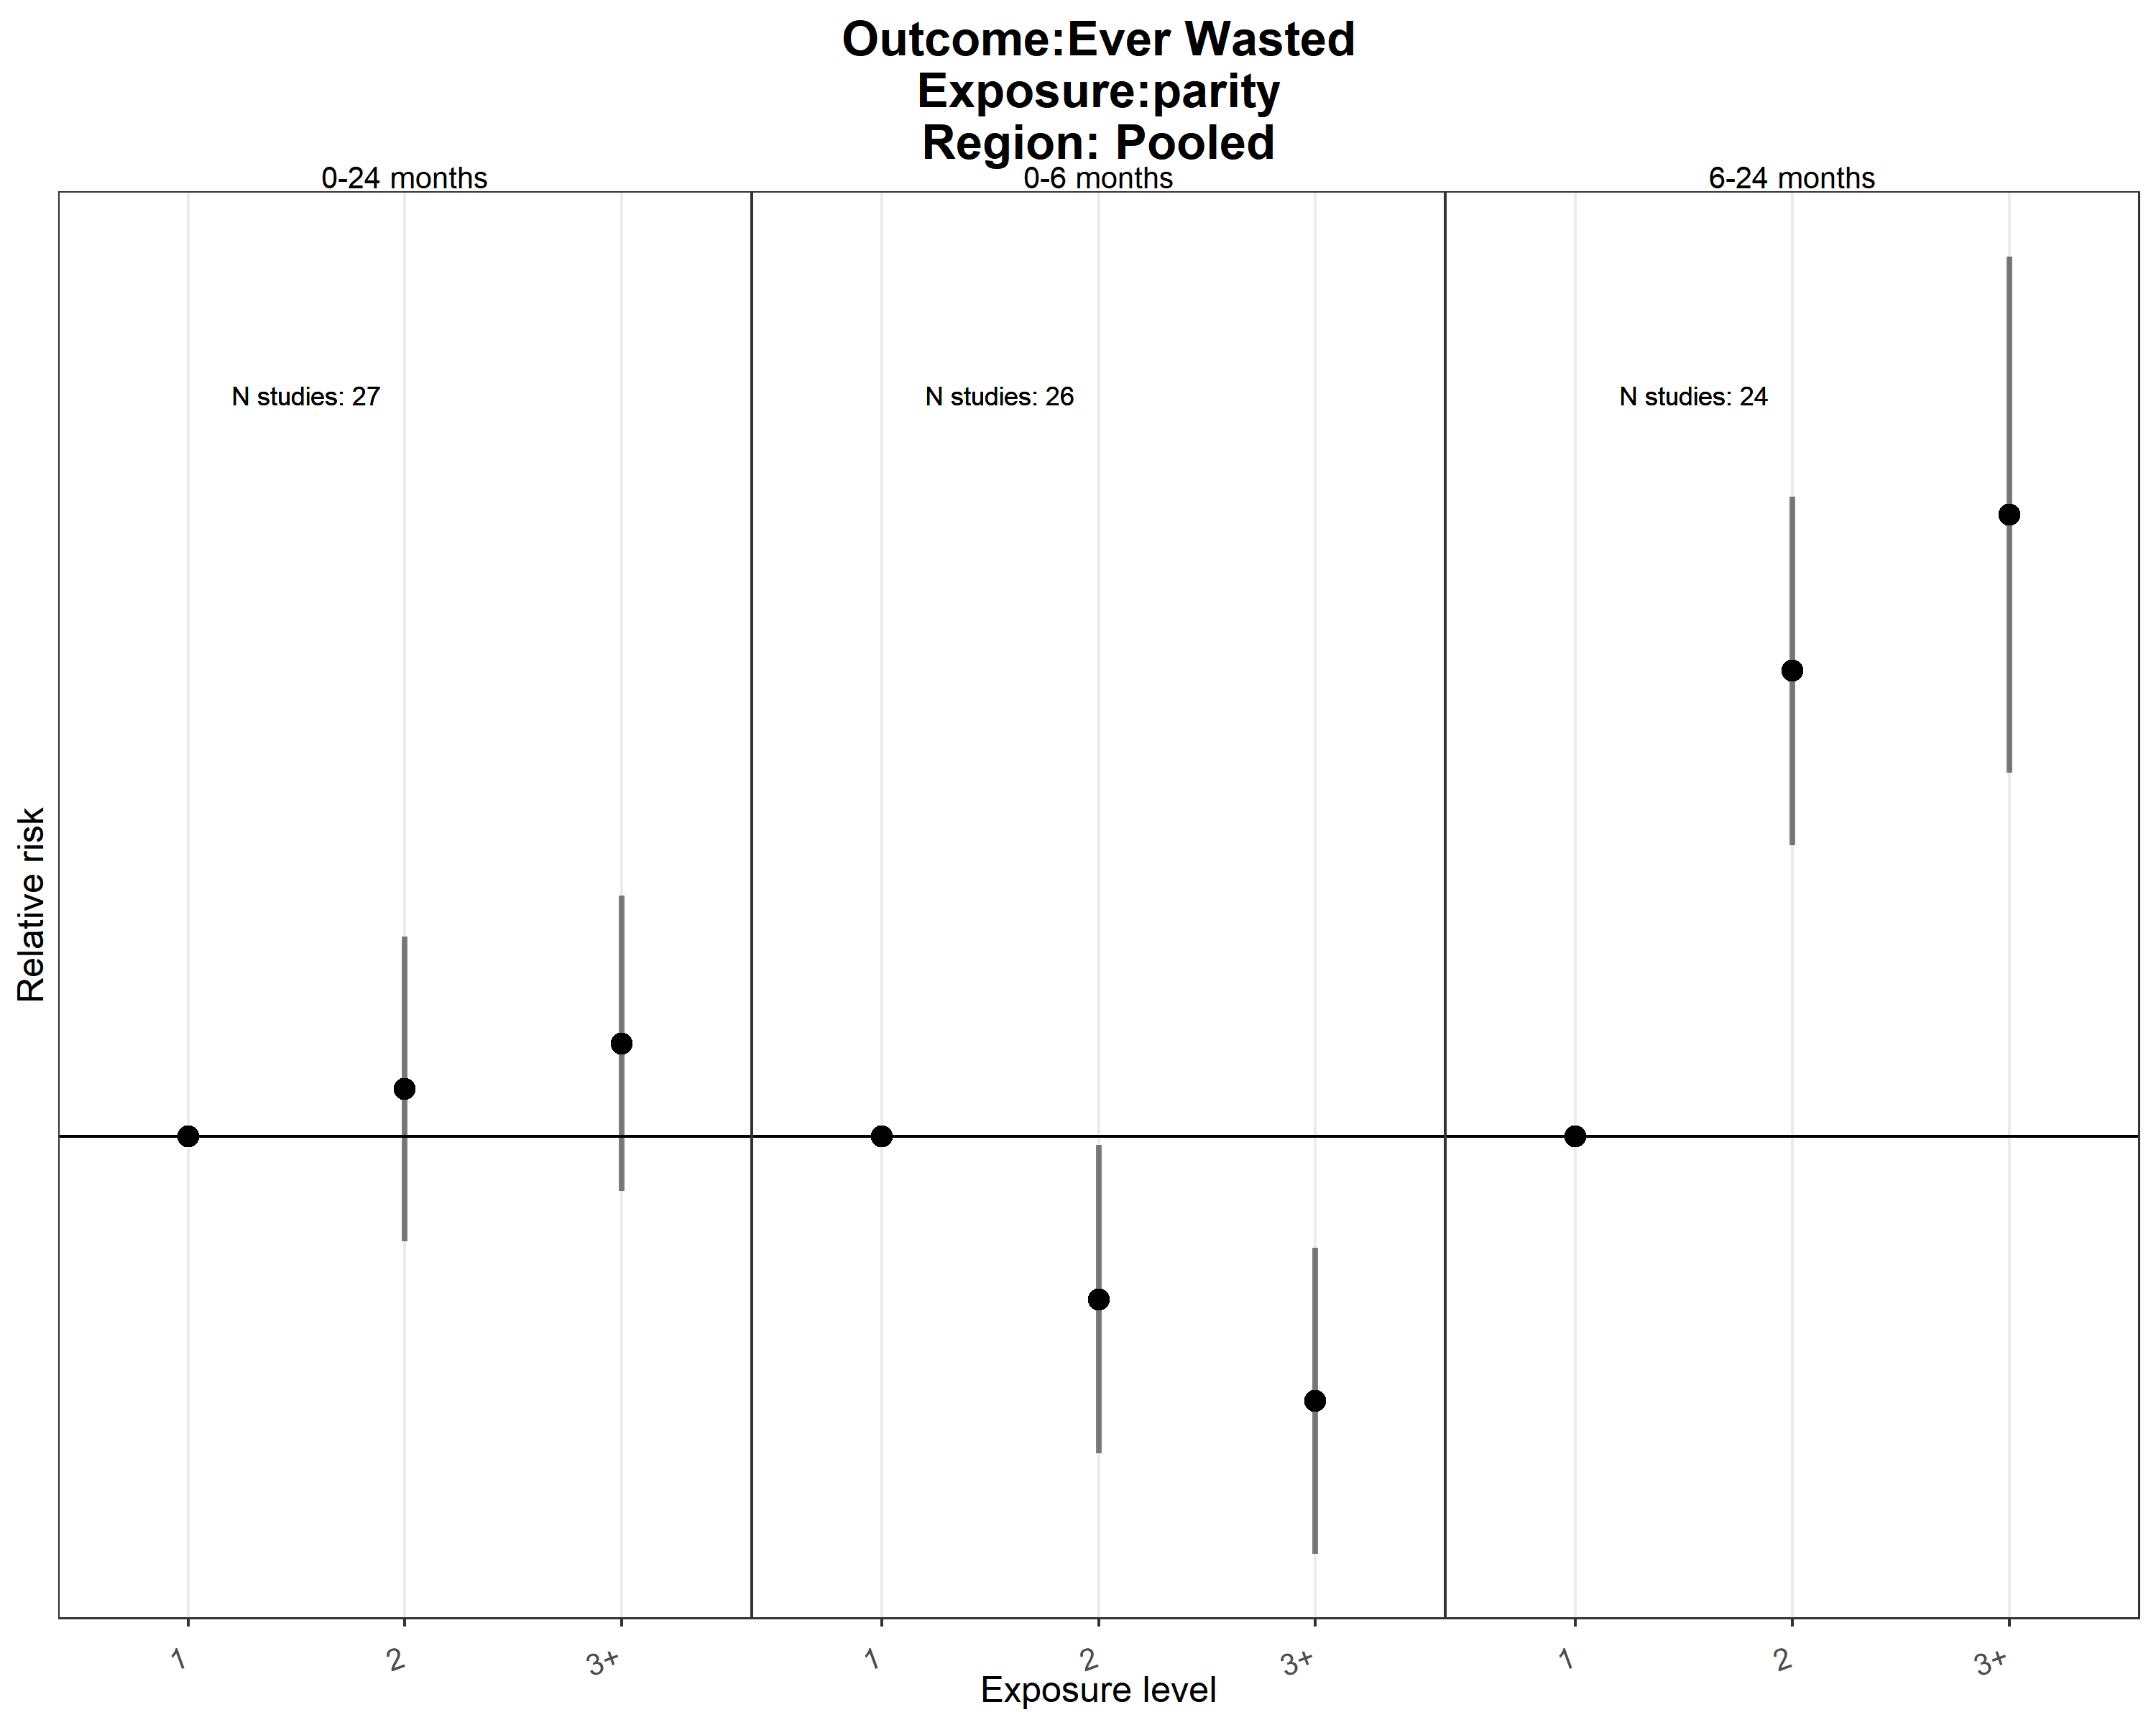 Outcome:Ever Wasted
Exposure:parity
Region: Pooled
0-24 months
0-6 months
6-24 months
N studies: 27
N studies: 26
N studies: 24
Relative risk
1
2
3+
1
2
3+
1
2
3+
Exposure level